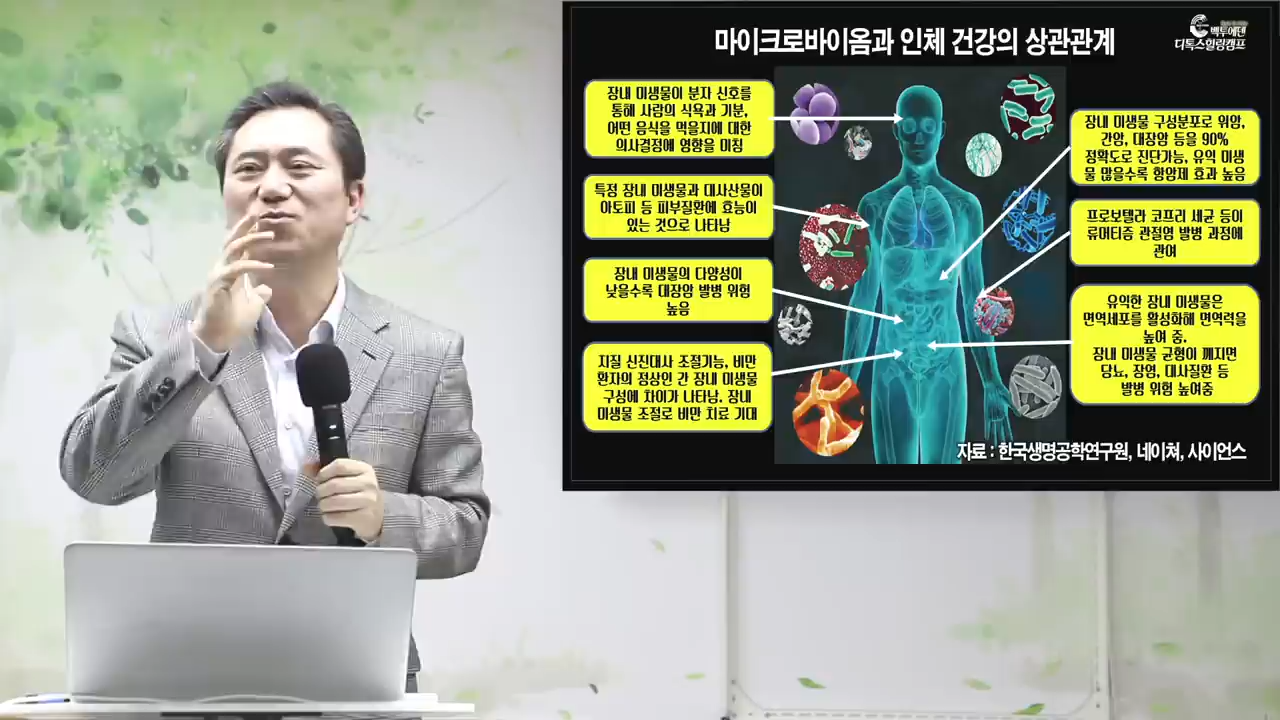 마이크로바이옴과 인체 건강의 상관관계
백투에덴
디톡스힐링캠프
장내 미생물이 분자 신호를
통해 사람의 식욕과 기분,
어떤 음식을 먹을지에 대한
의사결정에 영향을 미침
특정 장내 미생물과 대사산물이
아토피 등 피부질환에 효능이
있는 것으로 나타남
장내 미생물의 다양성이
낮을수록 대장암 발병 위험
높음
지질 신진대사 조절기능, 비만
환자의 정상인 간 장내 미생물
구성에 차이가 나타남. 장내
미생물 조절로 비만 치료 기대
장내 미생물 구성분포로 위암,
간암, 대장암 등을 90%
정확도로 진단가능, 유익 미생
물 많을수록 항암제 효과 높음
프로보텔라 코프리 세균 등이
류머티즘 관절염 발병 과정에
관여
유익한 장내 미생물은
면역세포를 활성화해 면역력을
높여 줌.
장내 미생물 균형이 깨지면
당뇨, 장염, 대사질환 등
발병 위험 높여줌
자료 : 한국생명공학연구원, 네이쳐, 사이언스